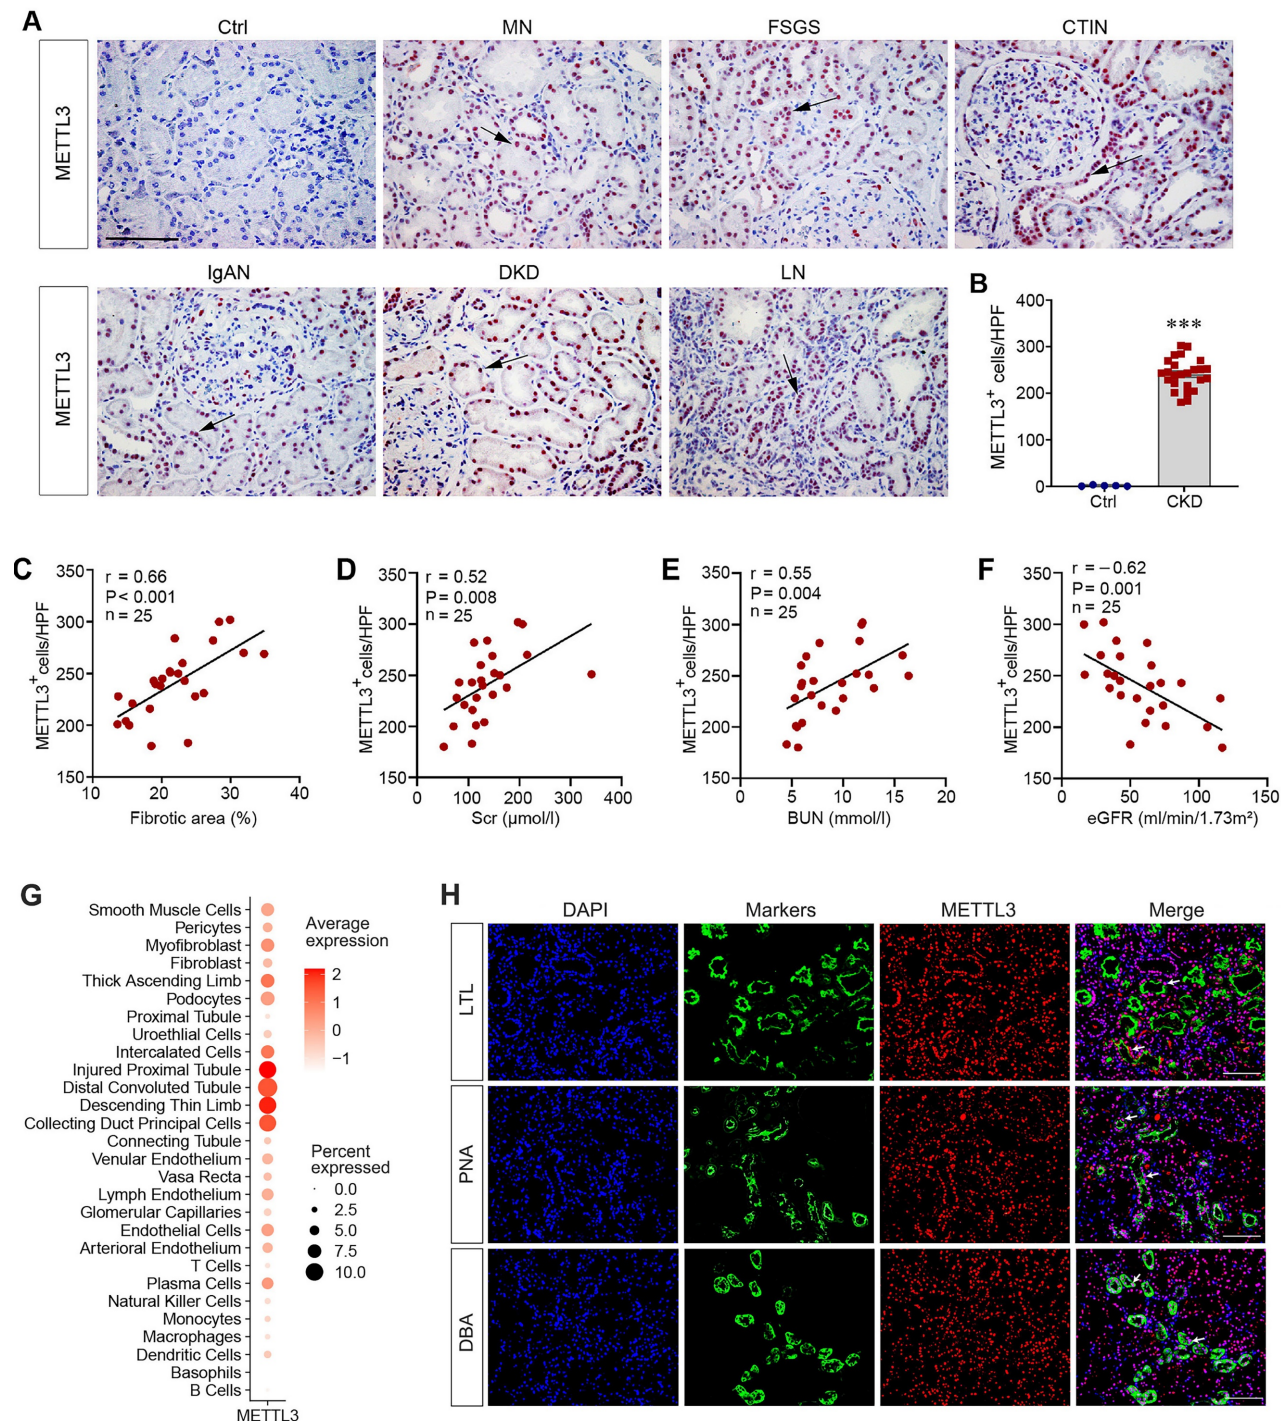 A
Ctrl
MN
FSGS
CTIN
METTL3
IgAN
DKD
LN
METTL3
B
METTL3+ cells/HPF
400
300
200
100
0
***
Ctrl
CKD
C
METTL3+cells/HPF
350
300
250
200
150
r = 0.66
P < 0.001
n = 25
10
20
30
40
Fibrotic area (%)
D
METTL3+cells/HPF
350
300
250
200
150
r = 0.52
P = 0.008
n = 25
0
100
200
300
400
Scr (µmol/l)
E
METTL3+cells/HPF
350
300
250
200
150
r = 0.55
P = 0.004
n = 25
0
5
10
15
20
BUN (mmol/l)
F
METTL3+cells/HPF
350
300
250
200
150
r = −0.62
P = 0.001
n = 25
0
50
100
150
eGFR (ml/min/1.73m²)
G
Smooth Muscle Cells
Pericytes
Myofibroblast
Fibroblast
Thick Ascending Limb
Podocytes
Proximal Tubule
Uroethlial Cells
Intercalated Cells
Injured Proximal Tubule
Distal Convoluted Tubule
Descending Thin Limb
Collecting Duct Principal Cells
Connecting Tubule
Venular Endothelium
Vasa Recta
Lymph Endothelium
Glomerular Capillaries
Endothelial Cells
Arterioral Endothelium
T Cells
Plasma Cells
Natural Killer Cells
Monocytes
Macrophages
Dendritic Cells
Basophils
B Cells
METTL3
Average
expression
2
1
0
−1
Percent
expressed
0.0
2.5
5.0
7.5
10.0
H
DAPI
Markers
METTL3
Merge
LTL
PNA
DBA